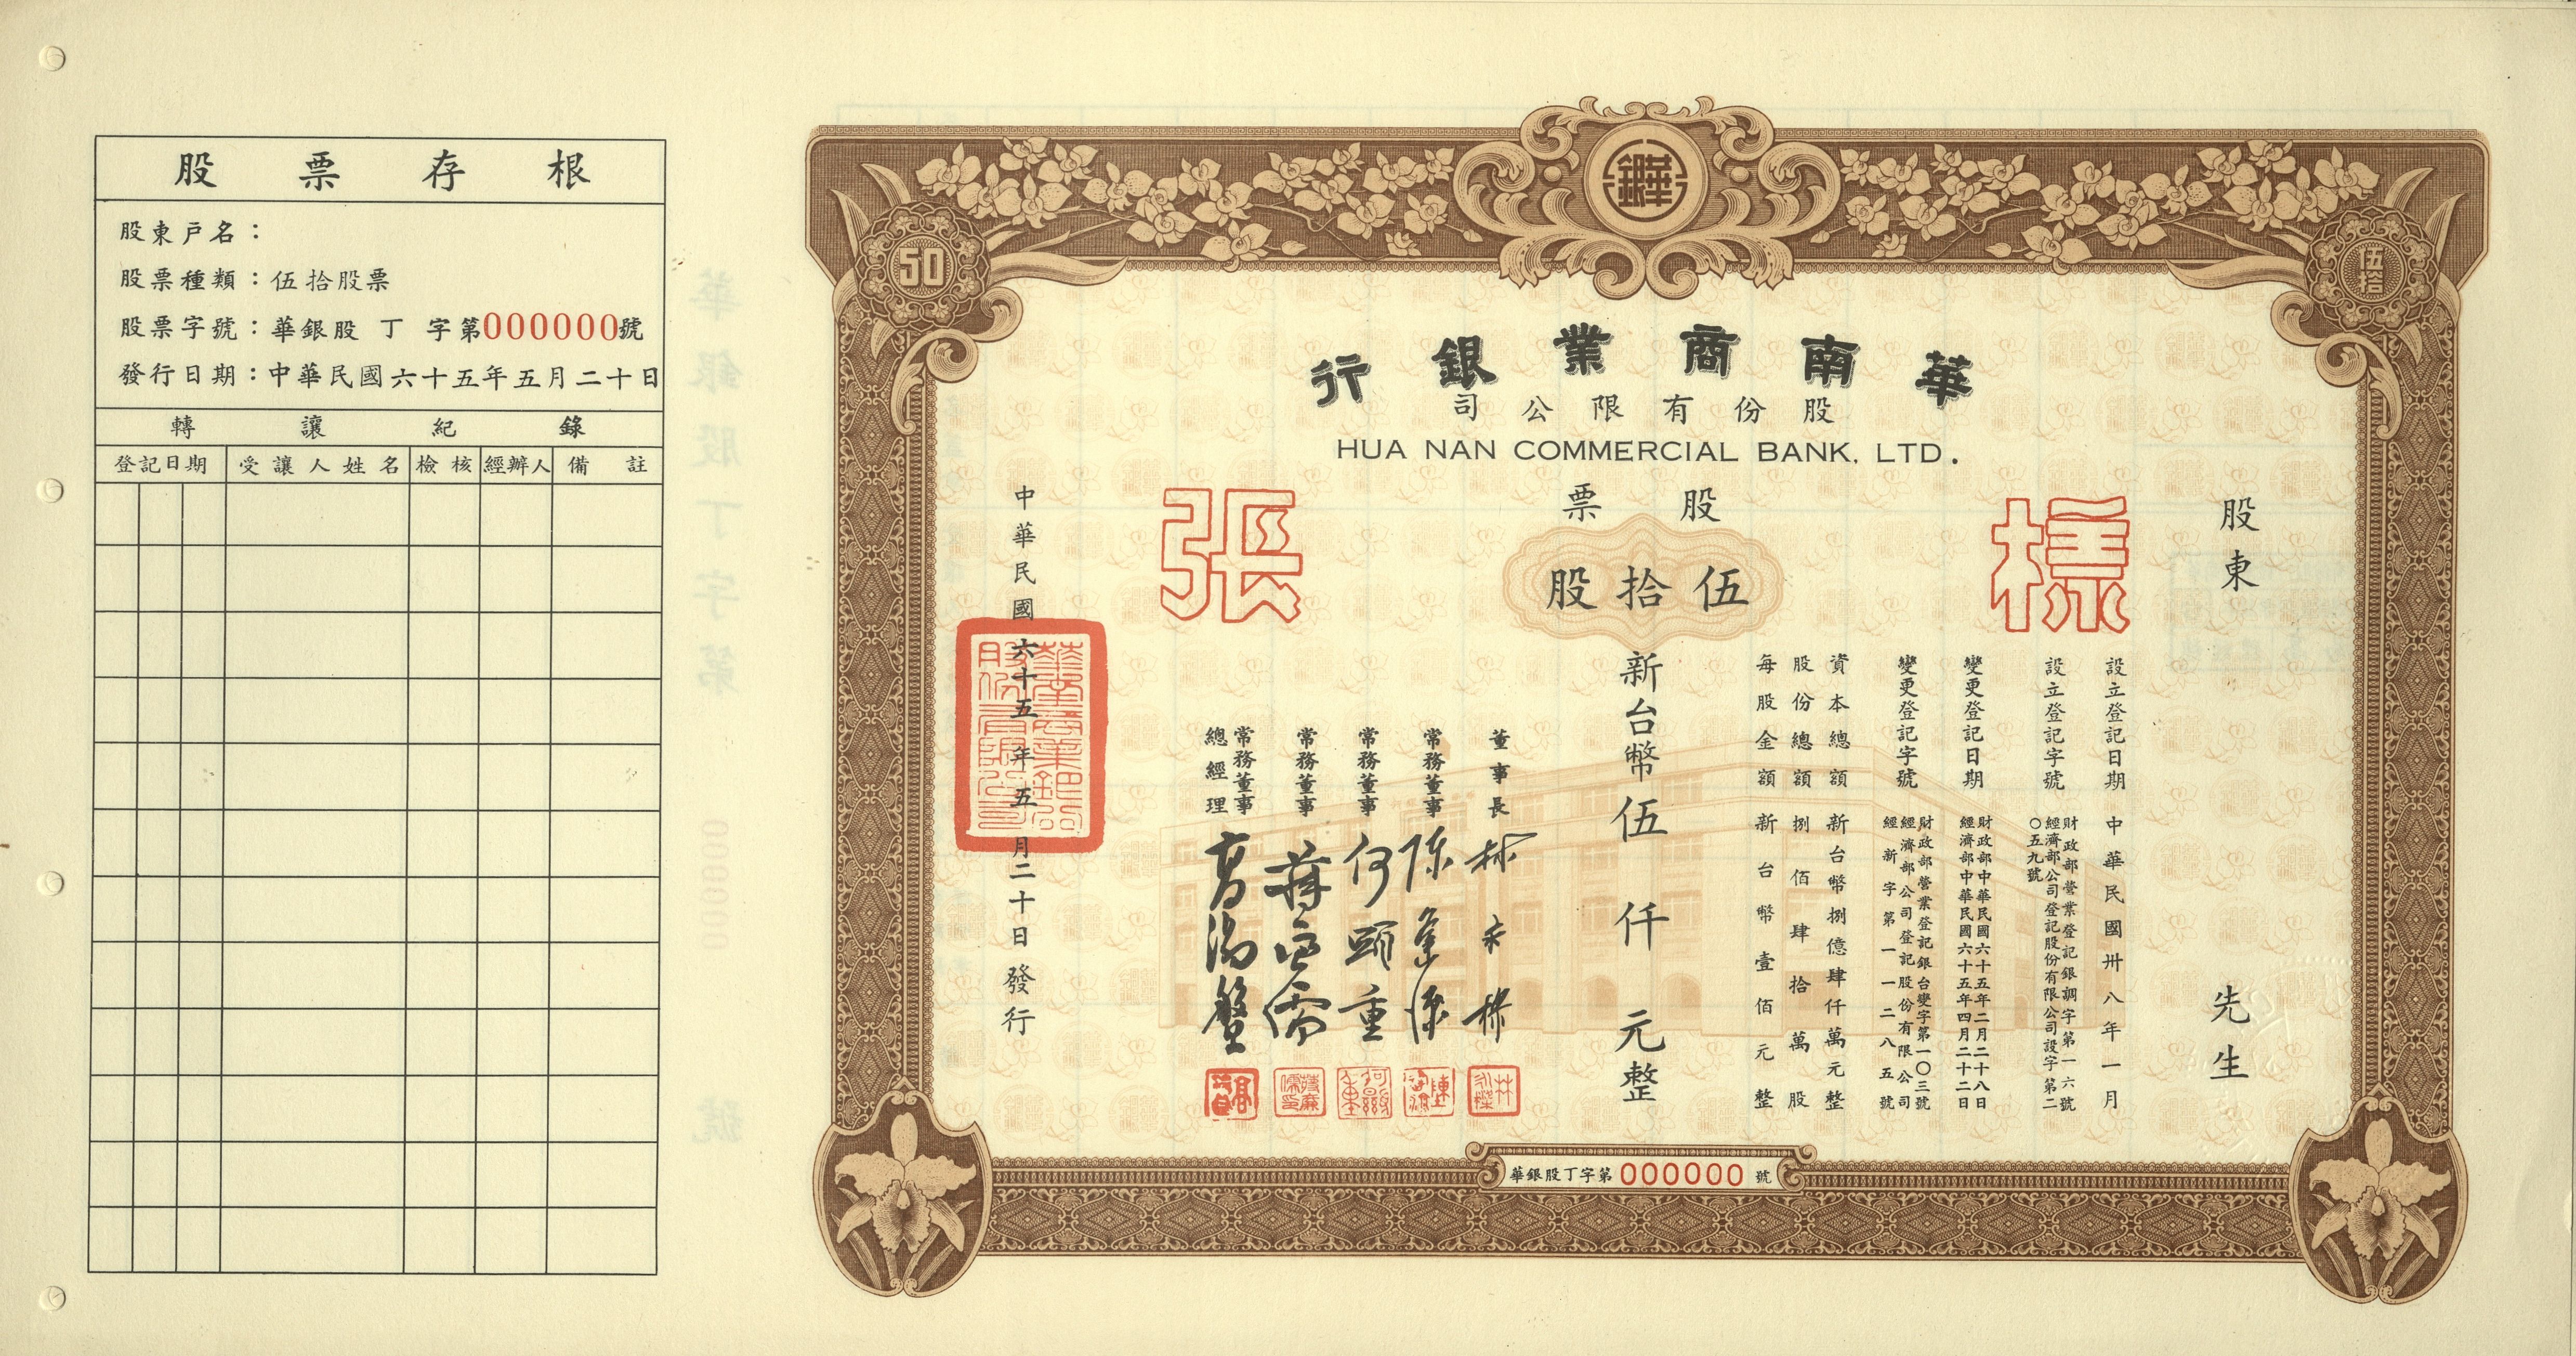 股票存根
股東戶名：
股票種類：伍拾股票
股票字號：華銀股 丁 字第000000號
發行日期：中華民國六十五年五月二十日
轉讓紀錄
登記日期 受讓人姓名 檢核 經辦人 備註
50
伍拾
華南商業銀行
股份有限公司
HUA NAN COMMERCIAL BANK, LTD.
股票
標張
伍拾股
股東 先生
設立登記日期 中華民國卅八年一月
設立登記字號 財政部營業登記銀調字第一六號
經濟部公司登記股份有限公司設字第二〇五九號
變更登記日期 財政部中華民國六十五年二月二十八日
經濟部中華民國六十五年四月二十二日
變更登記字號 財政部營業登記銀台變字第一〇三號
經濟部公司登記股份有限公司
經新字第一一二八五號
資本總額 新台幣捌億肆仟萬元整
股份總額 捌佰肆拾萬股
每股金額 新台幣壹佰元整
新台幣伍仟元整
董事長 林永樑
常務董事
常務董事 何顯重
常務董事
常務董事
總經理
中華民國六十五年五月二十日發行
華銀股丁字第000000號